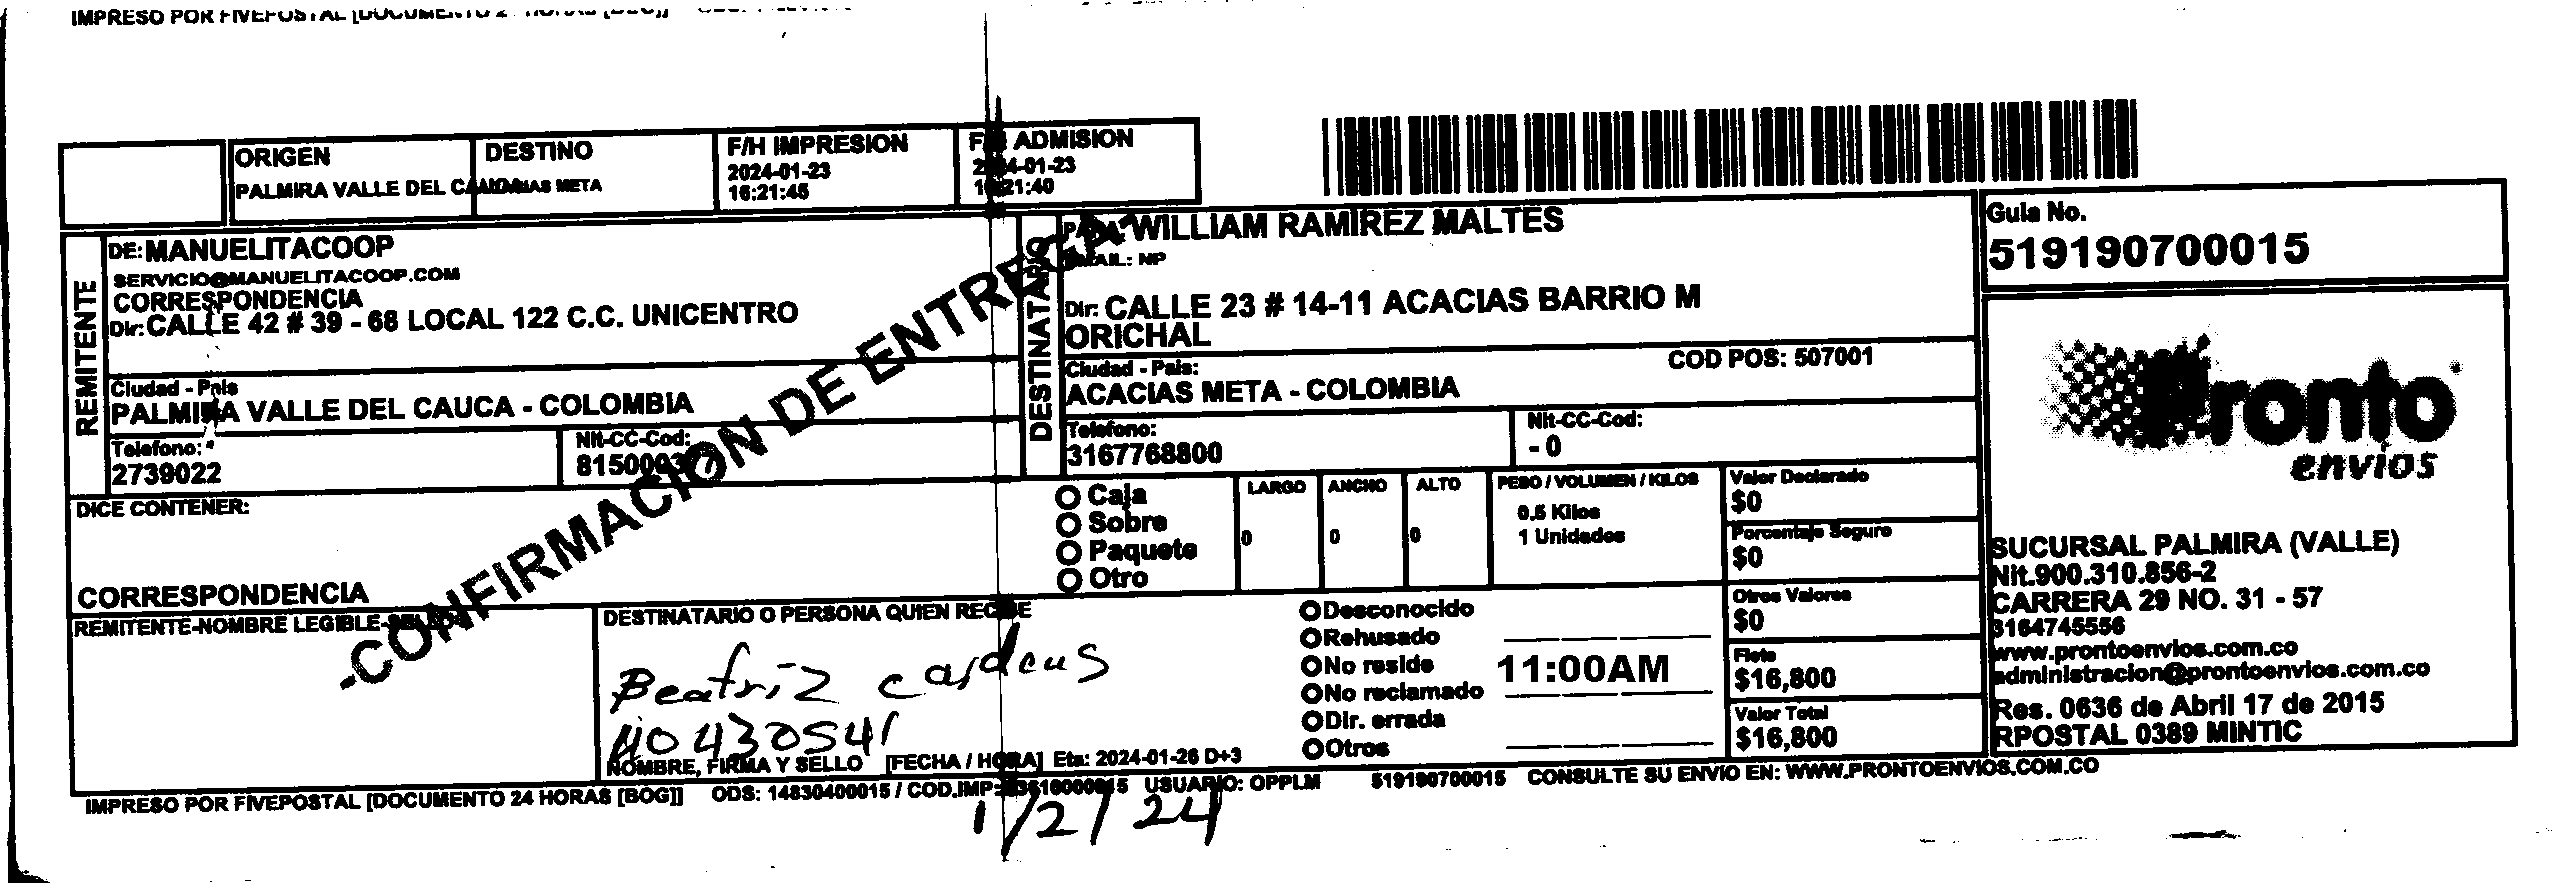 IMPRESO POR FIVEPOSTAL [DOCUMENTO 24 HORAS [BOG]]
ORIGEN
PALMIRA VALLE DEL
DESTINO
META
F/H IMPRESION
2024-01-23
16:21:45
ADMISION
2024-01-23
16:21:40
REMITENTE
DE: MANUELITACOOP
SERVICIO@MANUELITACOOP.COM
CORRESPONDENCIA
Dir: CALLE 42 # 39 - 68 LOCAL 122 C.C. UNICENTRO
Ciudad - Pais
PALMIRA VALLE DEL CAUCA - COLOMBIA
Telefono:
2739022
Nit-CC-Cod:
DESTINATARIO
PARA: WILLIAM RAMIREZ MALTES
EMAIL: NP
Dir: CALLE 23 # 14-11 ACACIAS BARRIO M
ORICHAL
Ciudad - Pais:
COD POS: 507001
ACACIAS META - COLOMBIA
Telefono:
3167768800
Nit-CC-Cod:
- 0
Guia No.
519190700015
Pronto
envios
SUCURSAL PALMIRA (VALLE)
Nit.900.310.856-2
CARRERA 29 NO. 31 - 57
3164745556
www.prontoenvios.com.co
administracion@prontoenvios.com.co
Res. 0636 de Abril 17 de 2015
RPOSTAL 0389 MINTIC
DICE CONTENER:
CORRESPONDENCIA
Caja
Sobre
Paquete
Otro
LARGO
0
ANCHO
0
ALTO
0
PESO / VOLUMEN / KILOS
0.5 Kilos
1 Unidades
Valor Declarado
$0
Porcentaje Seguro
$0
Otros Valores
$0
Flete
$16,800
Valor Total
$16,800
REMITENTE-NOMBRE LEGIBLE-
DESTINATARIO O PERSONA QUIEN RECIBE
Beatriz
NOMBRE, FIRMA Y SELLO [FECHA / HORA] Eta: 2024-01-26 D+3
Desconocido
Rehusado
No reside
No reclamado
Dir. errada
Otros
11:00AM
-CONFIRMACION DE ENTREGA-
IMPRESO POR FIVEPOSTAL [DOCUMENTO 24 HORAS [BOG]] ODS: 14830400015 / COD.IMP: USUARIO: OPPLM 519190700015 CONSULTE SU ENVIO EN: WWW.PRONTOENVIOS.COM.CO
1/2/24